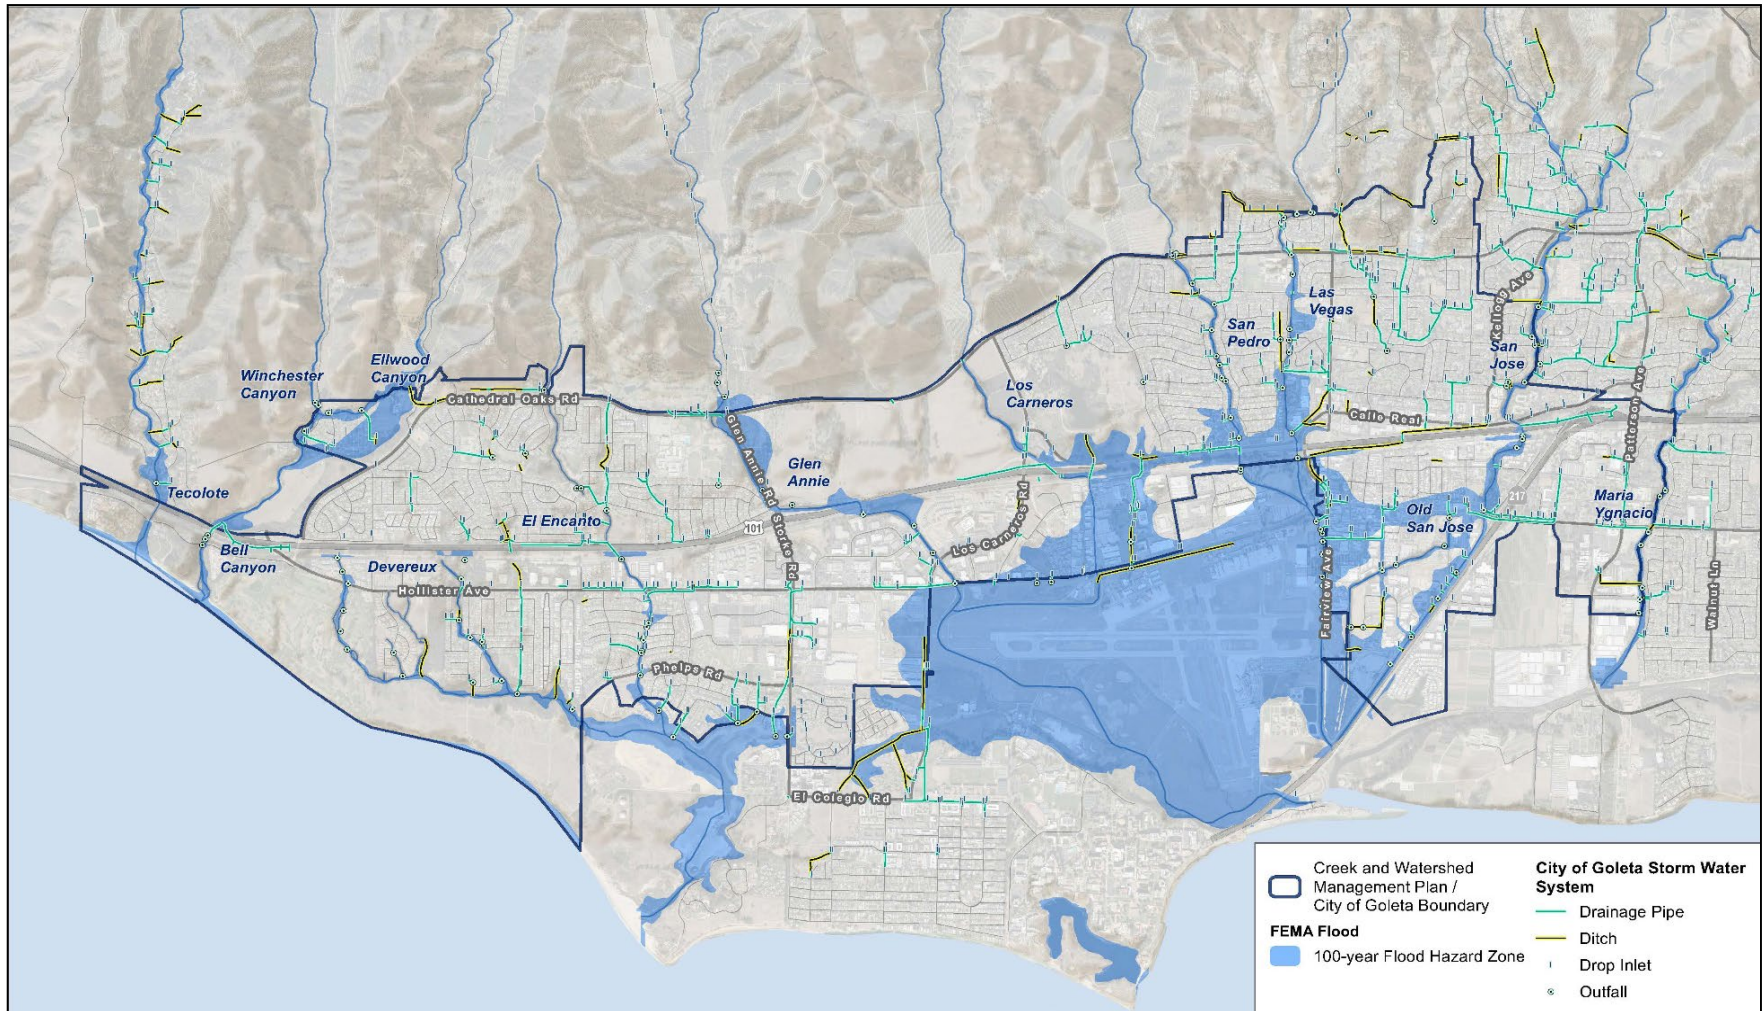 Las
Vegas
Kellogg Ave
San
Pedro
San
Jose
Ellwood
Canyon
Winchester
Canyon
Cathedral Oaks Rd
Los
Carneros
Calle Real
Patterson Ave
Glen Annie Rd
Glen
Annie
Tecolote
Storke Rd
101
217
Maria
Ygnacio
El Encanto
Old
San Jose
Los Carneros Rd
Bell
Canyon
Devereux
Hollister Ave
Fairview Ave
Walnut Ln
Phelps Rd
El Colegio Rd
Creek and Watershed
Management Plan /
City of Goleta Boundary
FEMA Flood
100-year Flood Hazard Zone
City of Goleta Storm Water
System
Drainage Pipe
Ditch
Drop Inlet
Outfall